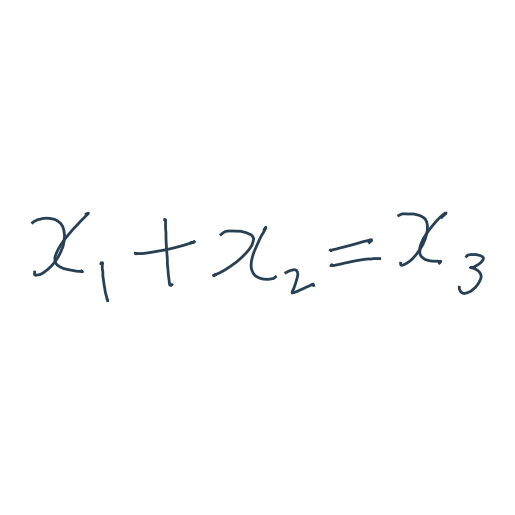 x₁ + x₂ = x₃